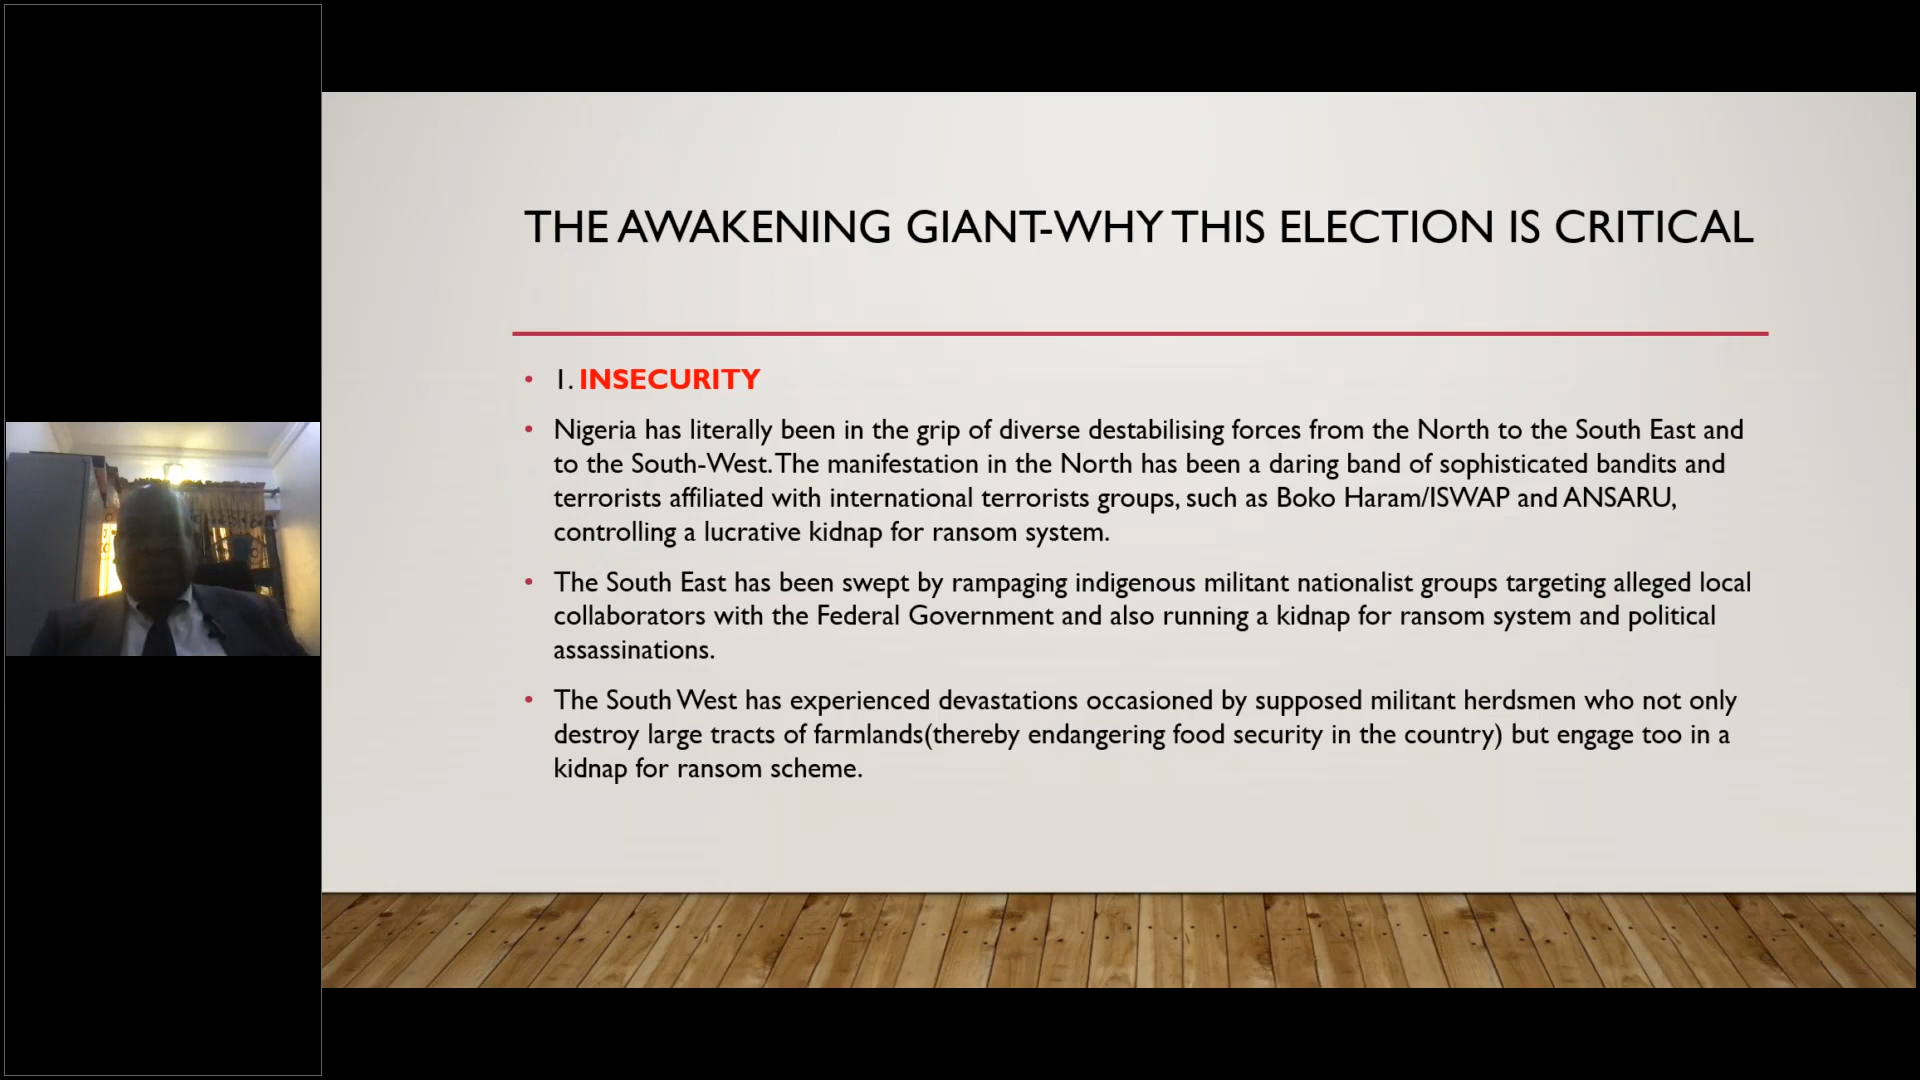 THE AWAKENING GIANT-WHY THIS ELECTION IS CRITICAL
• 1. INSECURITY
• Nigeria has literally been in the grip of diverse destabilising forces from the North to the South East and
to the South-West. The manifestation in the North has been a daring band of sophisticated bandits and
terrorists affiliated with international terrorists groups, such as Boko Haram/ISWAP and ANSARU,
controlling a lucrative kidnap for ransom system.
• The South East has been swept by rampaging indigenous militant nationalist groups targeting alleged local
collaborators with the Federal Government and also running a kidnap for ransom system and political
assassinations.
• The South West has experienced devastations occasioned by supposed militant herdsmen who not only
destroy large tracts of farmlands(thereby endangering food security in the country) but engage too in a
kidnap for ransom scheme.